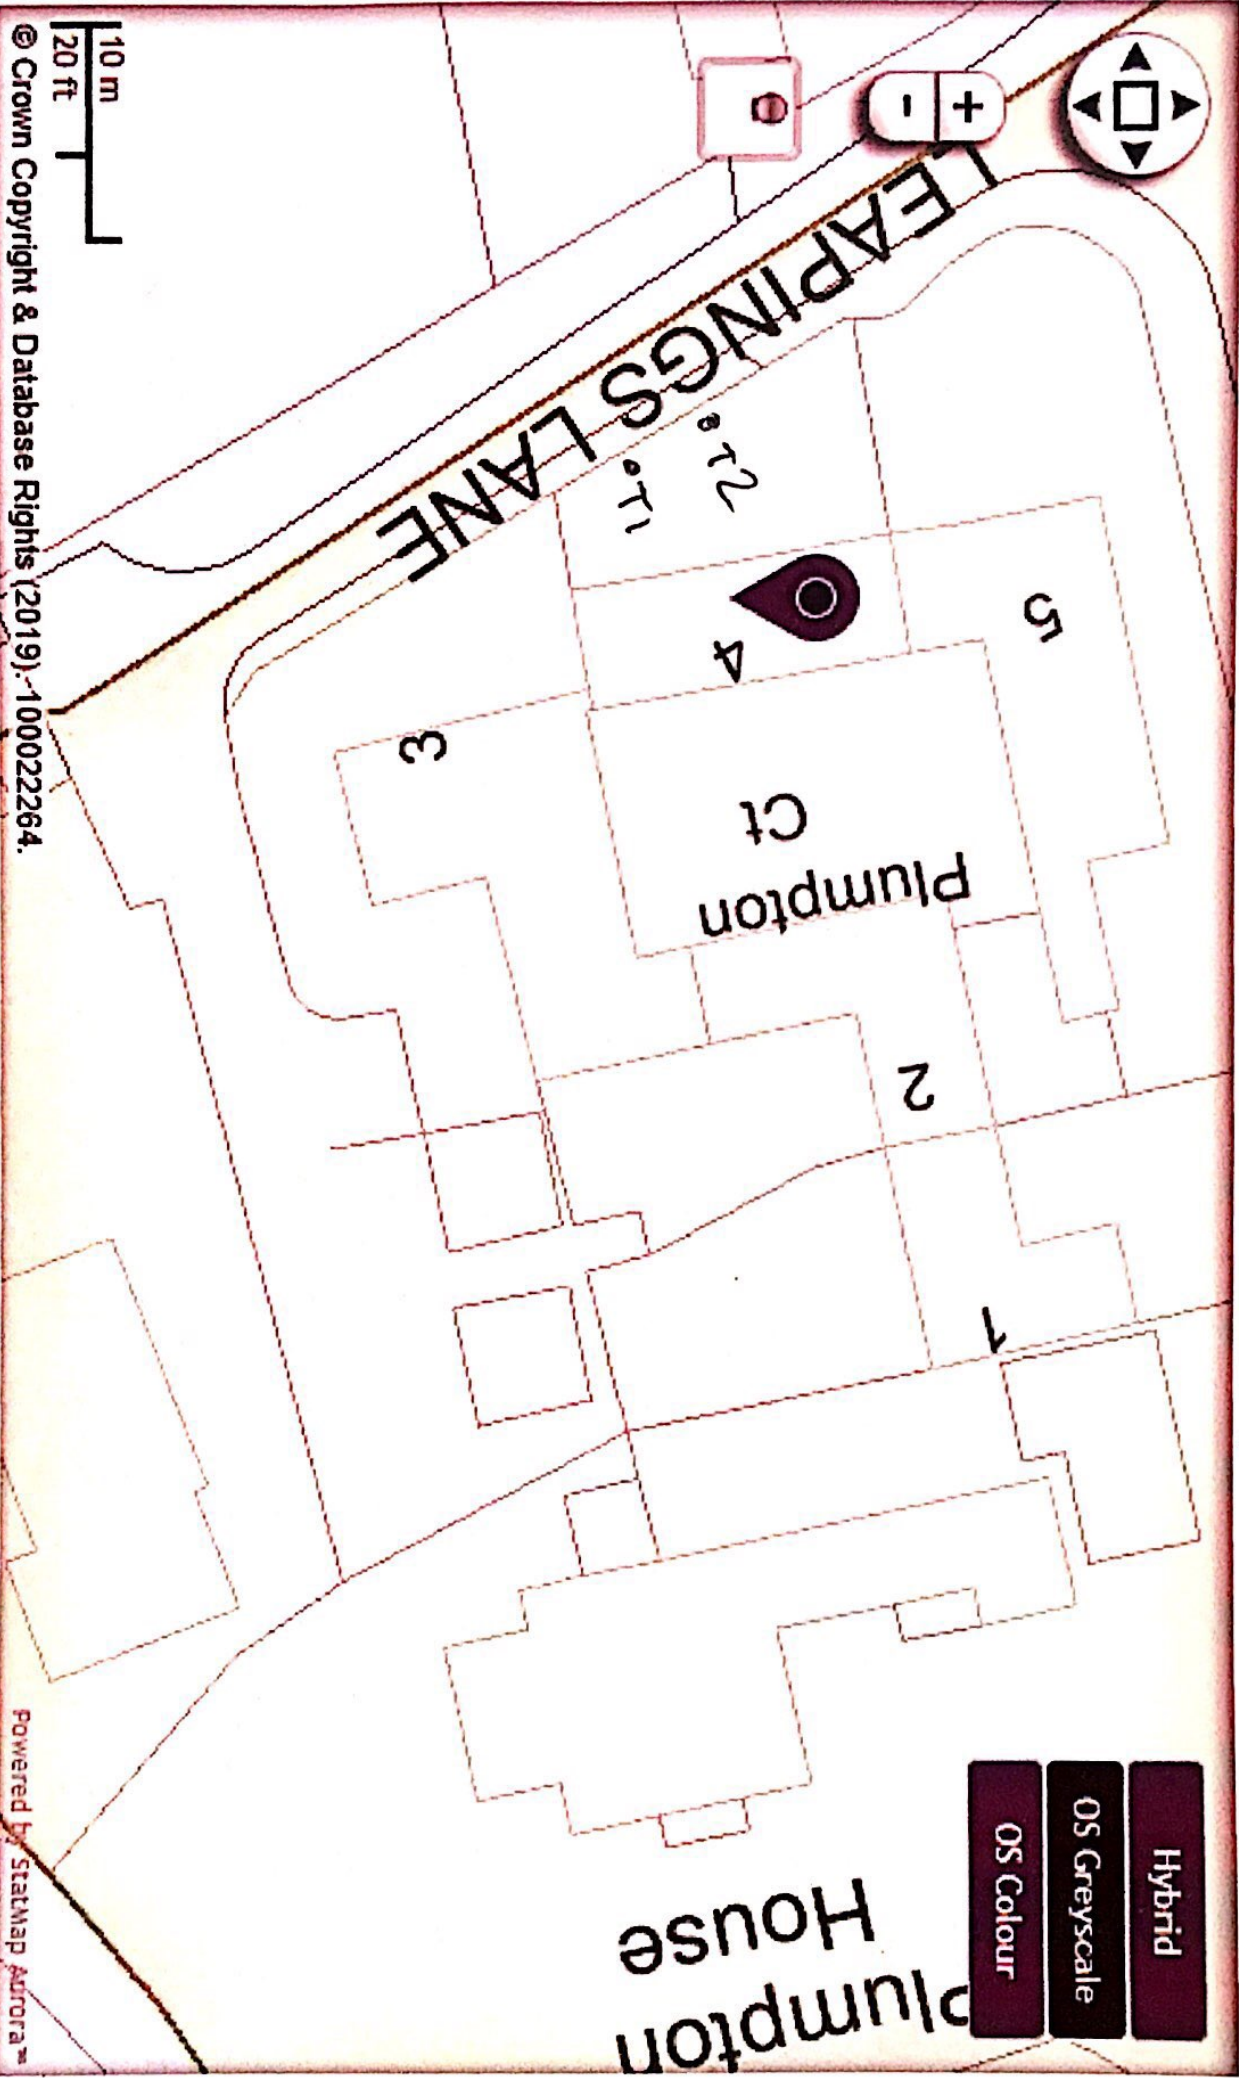 10 m
20 ft
© Crown Copyright & Database Rights (2019). 100022264.
+
-
LEAPINGS LANE
T2
T1
5
4
3
Plumpton
Ct
2
1
Plumpton
House
Hybrid
OS Greyscale
OS Colour
Powered by StatMap Aurora™